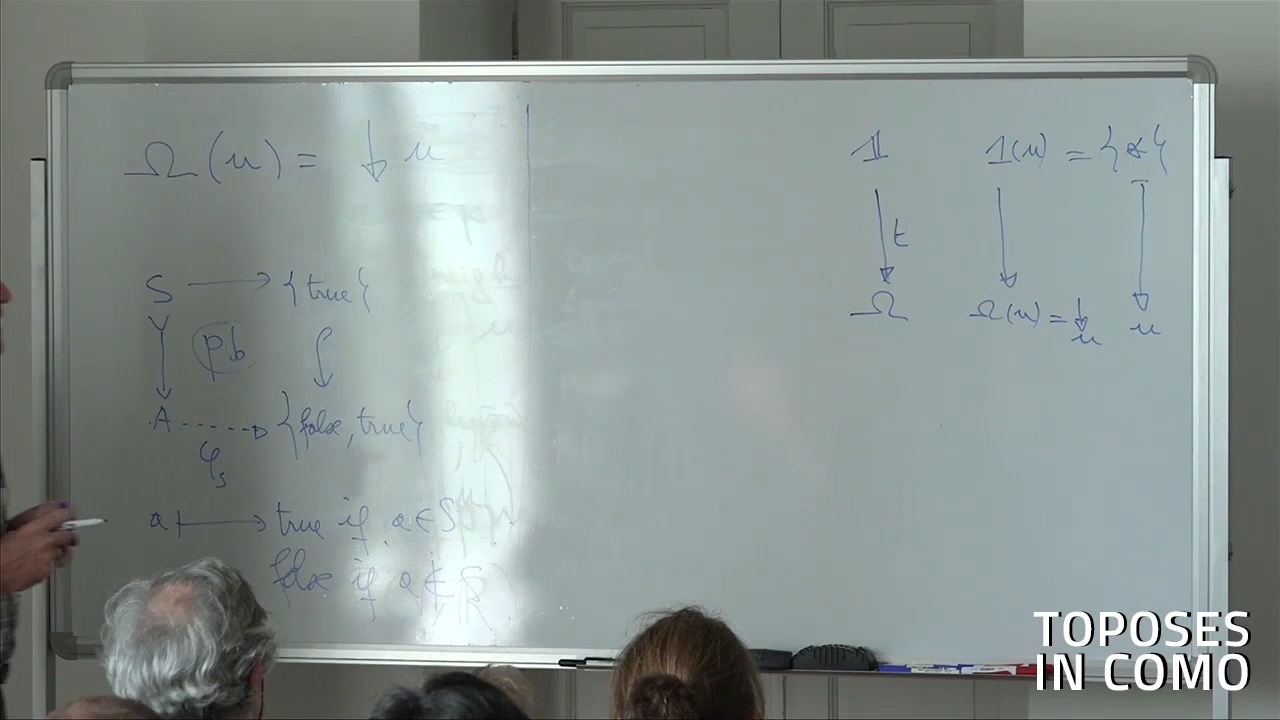 Ω(u) = ↓ u
S ⟶ {true}
pb
A ⇢ {false, true}
φ_s
a ⟼ true if a ∈ S
false if a ∉ S
𝟙 𝟙(u) = {*}
t
Ω Ω(u) = ↓u u
TOPOSES
IN COMO